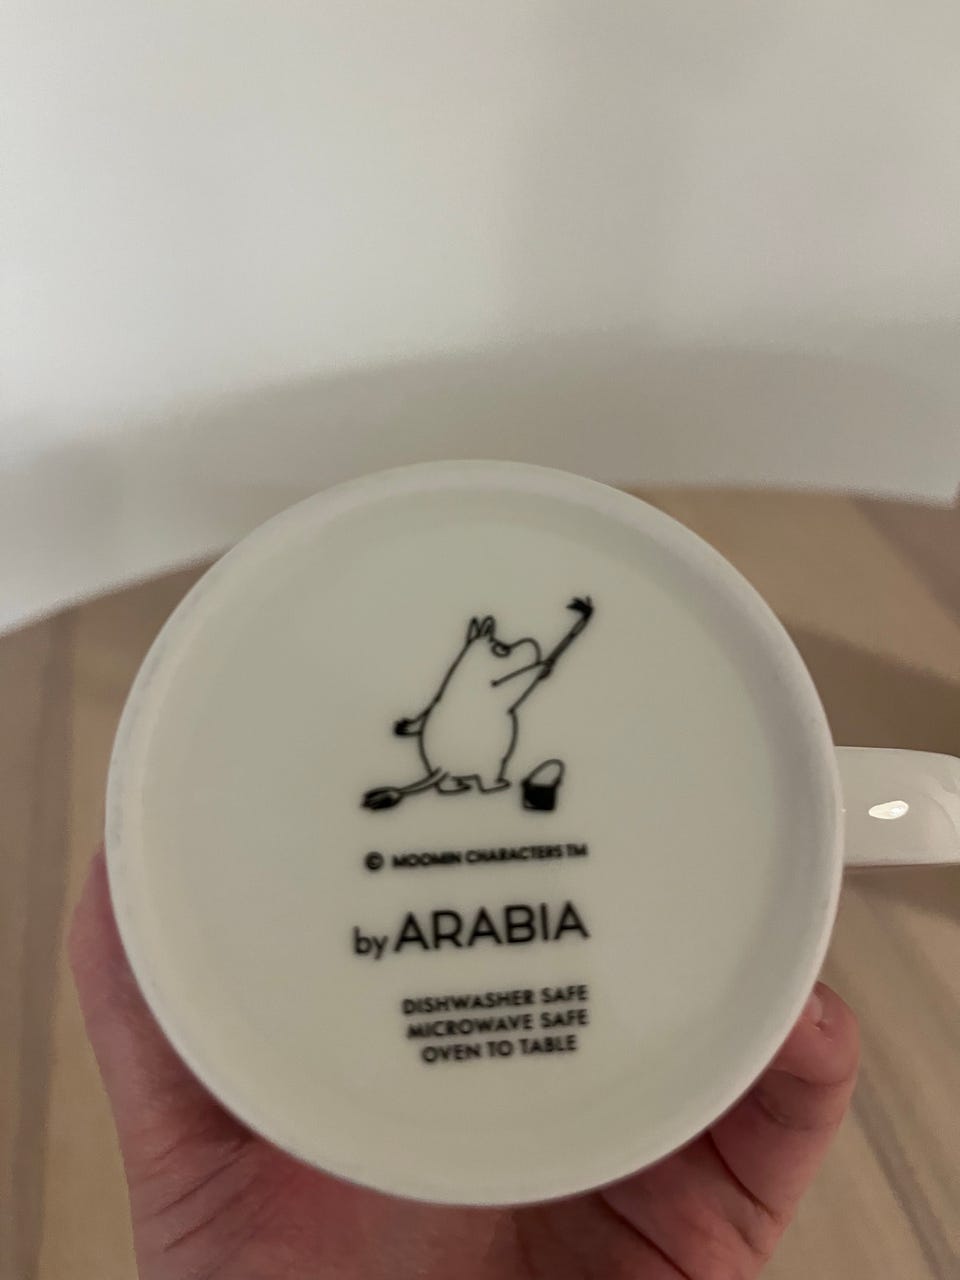 © MOOMIN CHARACTERS TM
by ARABIA
DISHWASHER SAFE
MICROWAVE SAFE
OVEN TO TABLE